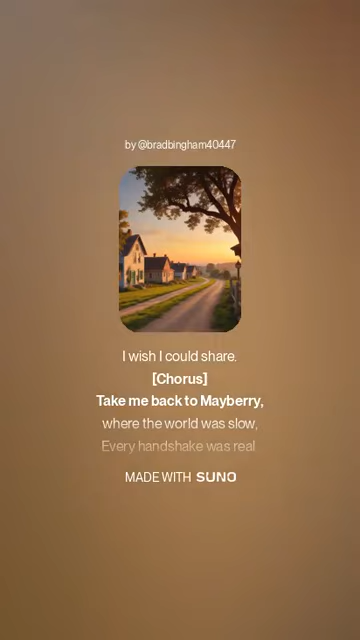 by @bradbingham40447
I wish I could share.
[Chorus]
Take me back to Mayberry,
where the world was slow,
Every handshake was real
MADE WITH SUNO